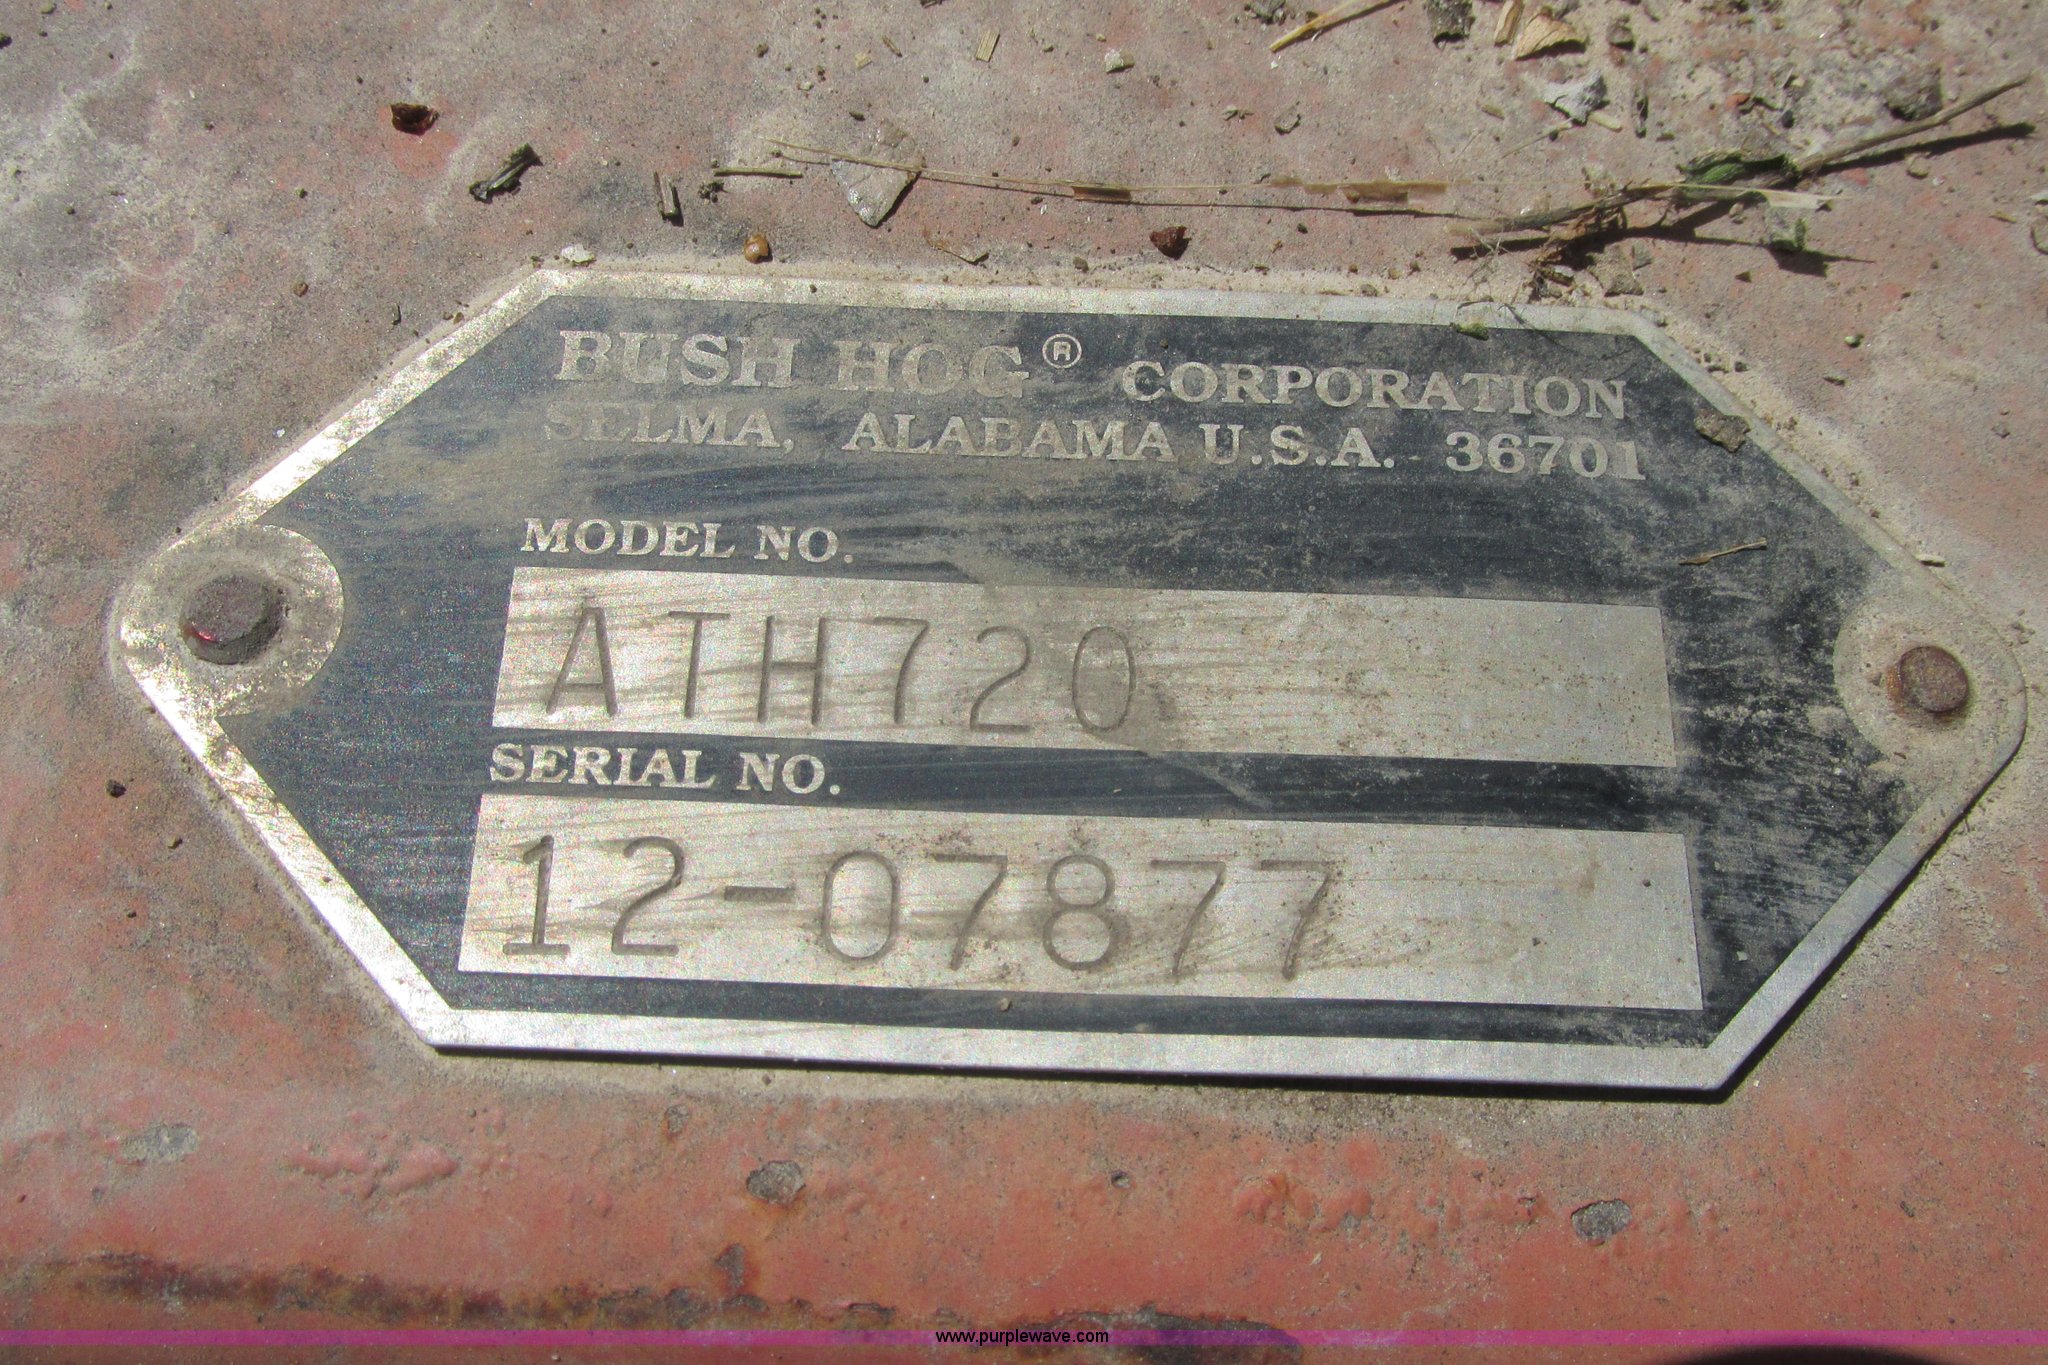 BUSH HOG® CORPORATION
SELMA, ALABAMA U.S.A. 36701
MODEL NO.
ATH720
SERIAL NO.
12-07877
www.purplewave.com